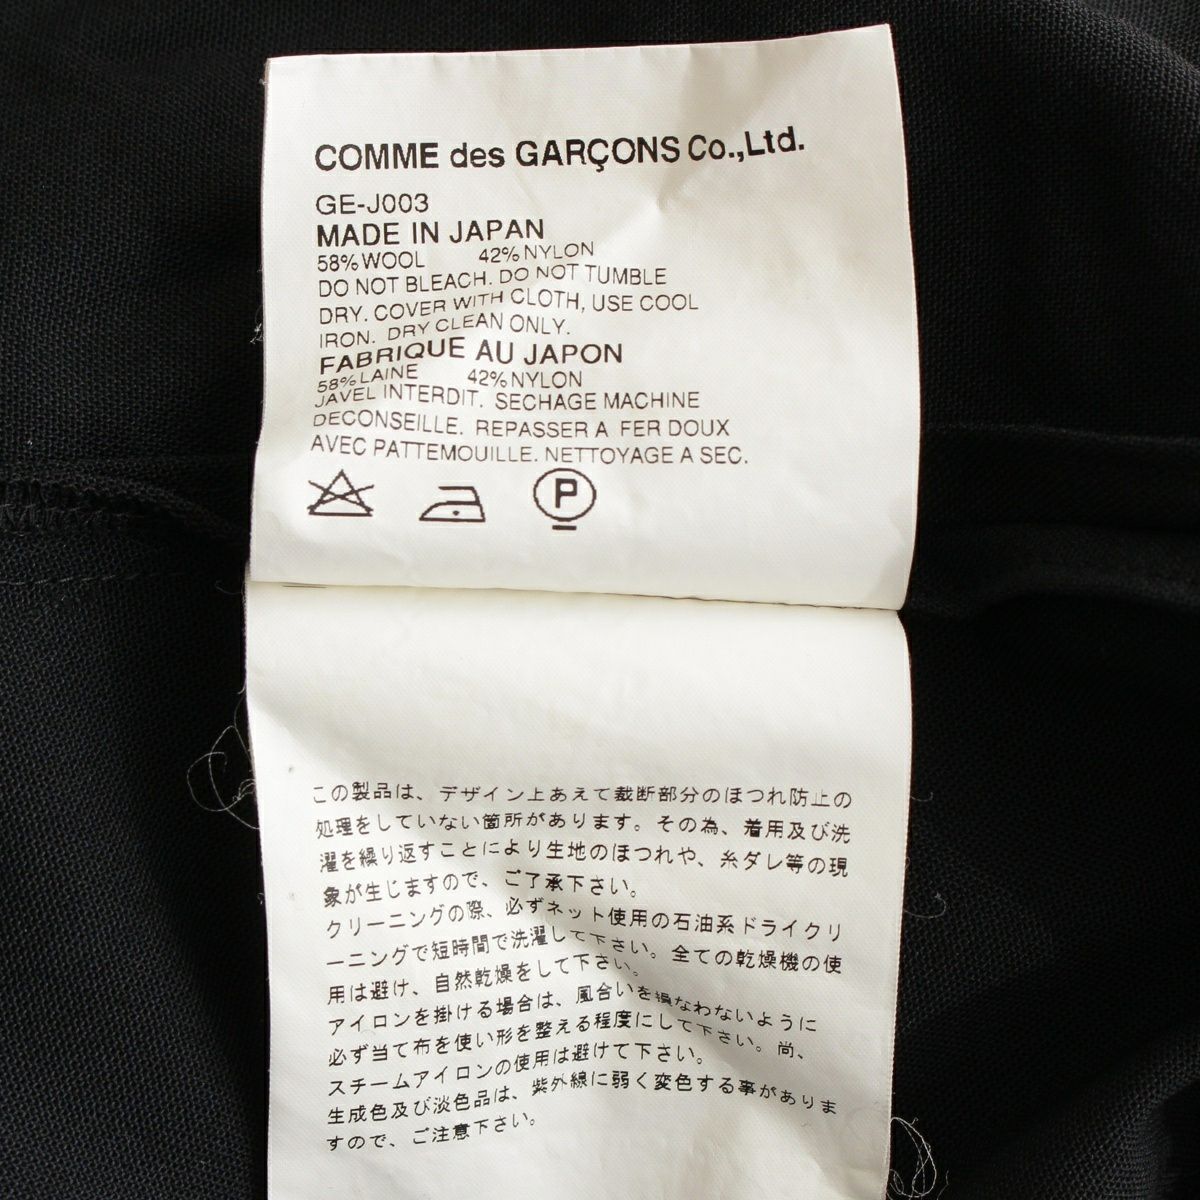 COMME des GARÇONS Co.,Ltd.
GE-J003
MADE IN JAPAN
58%WOOL 42%NYLON
DO NOT BLEACH. DO NOT TUMBLE
DRY. COVER WITH CLOTH, USE COOL
IRON. DRY CLEAN ONLY.
FABRIQUE AU JAPON
58%LAINE 42%NYLON
JAVEL INTERDIT. SECHAGE MACHINE
DECONSEILLE. REPASSER A FER DOUX
AVEC PATTEMOUILLE. NETTOYAGE A SEC.
P
この製品は、デザイン上あえて裁断部分のほつれ防止の
処理をしていない箇所があります。その為、着用及び洗
濯を繰り返すことにより生地のほつれや、糸ダレ等の現
象が生じますので、ご了承下さい。
クリーニングの際、必ずネット使用の石油系ドライクリ
ーニングで短時間で洗濯して下さい。全ての乾燥機の使
用は避け、自然乾燥をして下さい。
アイロンを掛ける場合は、風合いを損なわないように
必ず当て布を使い形を整える程度にして下さい。尚、
スチームアイロンの使用は避けて下さい。
生成色及び淡色品は、紫外線に弱く変色する事がありま
すので、ご注意下さい。